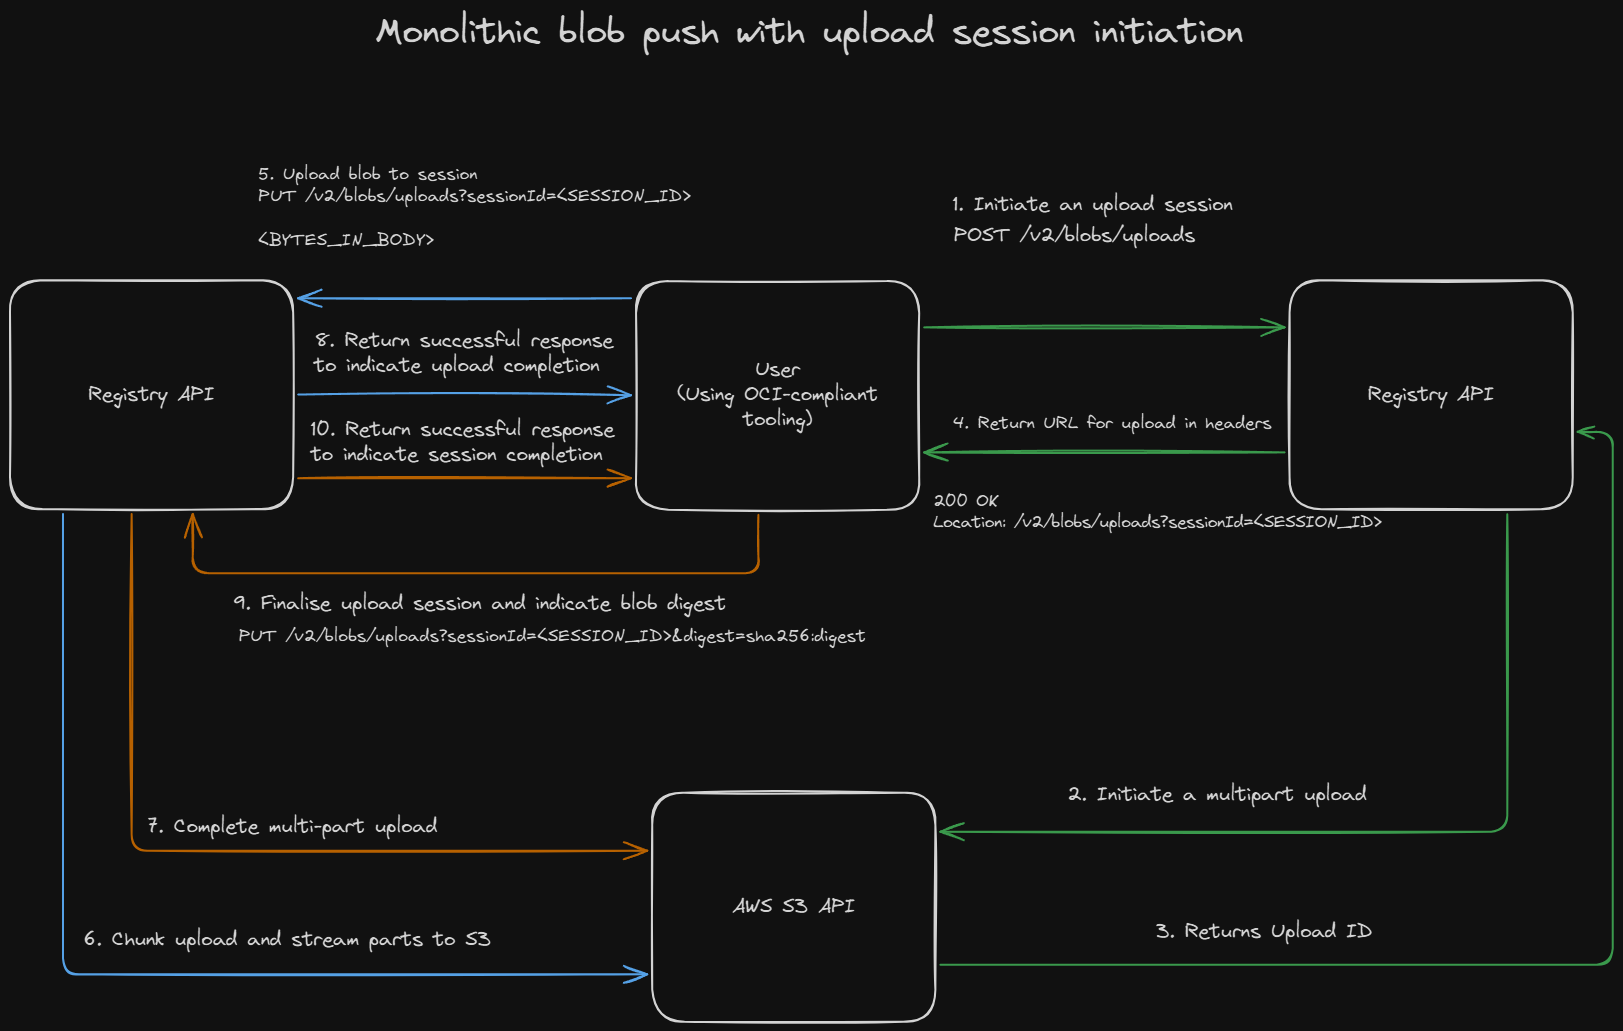 Monolithic blob push with upload session initiation
5. Upload blob to session
PUT /v2/blobs/uploads?sessionId=<SESSION_ID>
<BYTES_IN_BODY>
1. Initiate an upload session
POST /v2/blobs/uploads
Registry API
8. Return successful response
to indicate upload completion
10. Return successful response
to indicate session completion
User
(Using OCI-compliant
tooling)
4. Return URL for upload in headers
200 OK
Location: /v2/blobs/uploads?sessionId=<SESSION_ID>
Registry API
9. Finalise upload session and indicate blob digest
PUT /v2/blobs/uploads?sessionId=<SESSION_ID>&digest=sha256:digest
2. Initiate a multipart upload
7. Complete multi-part upload
AWS S3 API
6. Chunk upload and stream parts to S3
3. Returns Upload ID